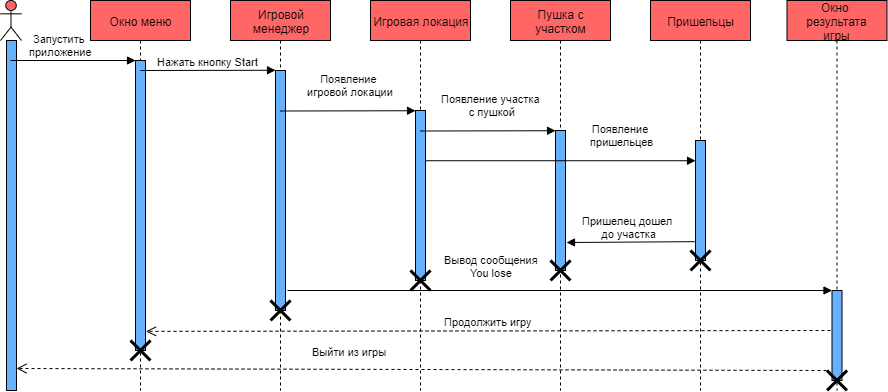 Окно меню
Игровой
менеджер
Игровая локация
Пушка с
участком
Пришельцы
Окно
результата
игры
Запустить
приложение
Нажать кнопку Start
Появление
игровой локации
Появление участка
с пушкой
Появление
пришельцев
Пришелец дошел
до участка
Вывод сообщения
You lose
Продолжить игру
Выйти из игры